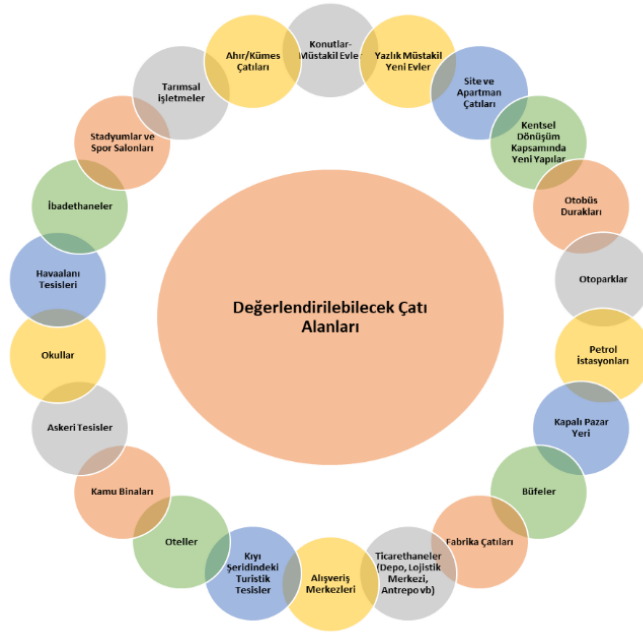 Değerlendirilebilecek Çatı
Alanları
Konutlar-
Müstakil Evler
Yazlık Müstakil
Yeni Evler
Site ve
Apartman
Çatıları
Kentsel
Dönüşüm
Kapsamında
Yeni Yapılar
Otobüs
Durakları
Otoparklar
Petrol
İstasyonları
Kapalı Pazar
Yeri
Büfeler
Fabrika Çatıları
Ticarethaneler
(Depo, Lojistik
Merkezi,
Antrepo vb)
Alışveriş
Merkezleri
Kıyı
Şeridindeki
Turistik
Tesisler
Oteller
Kamu Binaları
Askeri Tesisler
Okullar
Havaalanı
Tesisleri
İbadethaneler
Stadyumlar ve
Spor Salonları
Tarımsal
işletmeler
Ahır/Kümes
Çatıları